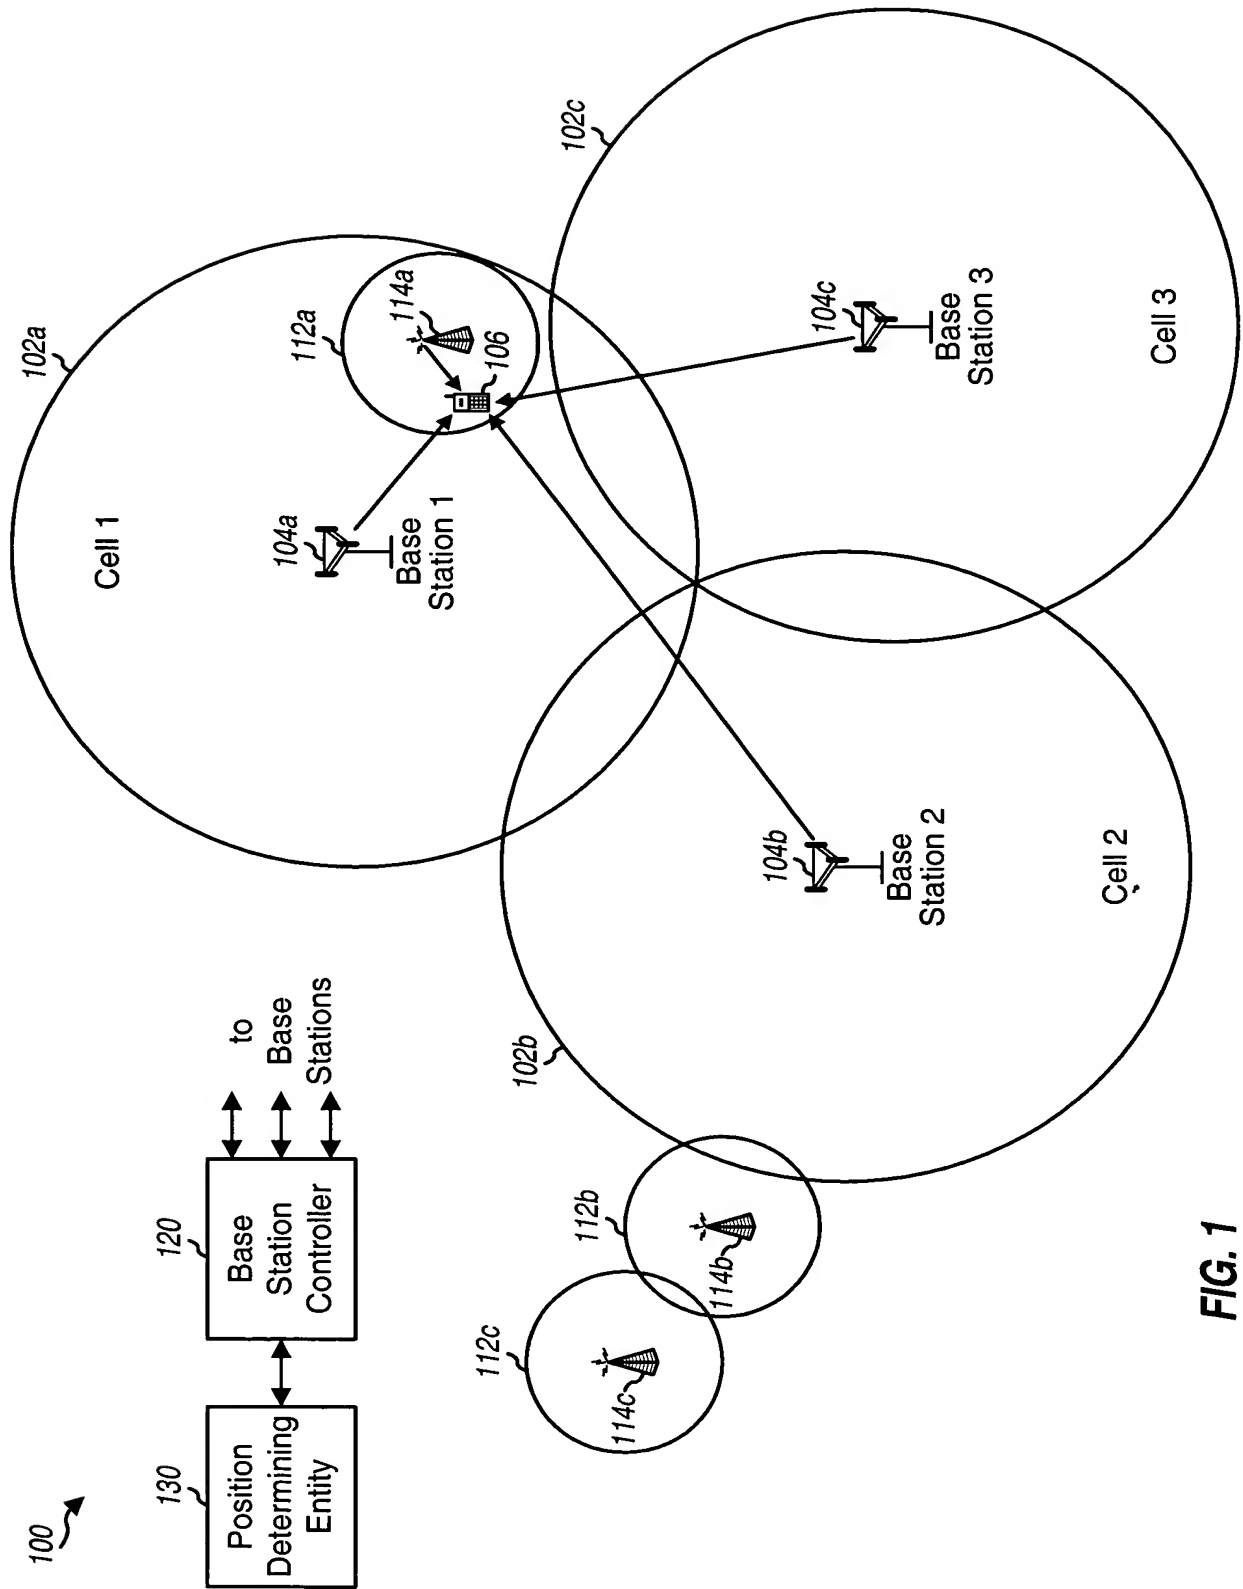 100
130
Position
Determining
Entity
120
Base
Station
Controller
to
Base
Stations
102a
Cell 1
104a
Base
Station 1
112a
114a
106
102b
104b
Base
Station 2
Cell 2
102c
104c
Base
Station 3
Cell 3
112b
114b
112c
114c
FIG. 1